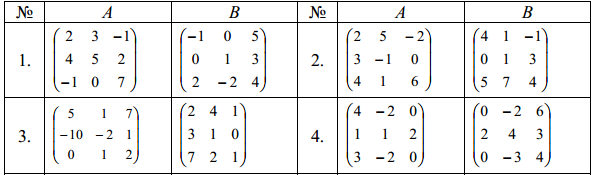 № A B № A B
1. ( 2 3 −1 ) ( −1 0 5 ) 2. ( 2 5 −2 ) ( 4 1 −1 )
( 4 5 2 ) ( 0 1 3 ) ( 3 −1 0 ) ( 0 1 3 )
( −1 0 7 ) ( 2 −2 4 ) ( 4 1 6 ) ( 5 7 4 )
3. ( 5 1 7 ) ( 2 4 1 ) 4. ( 4 −2 0 ) ( 0 −2 6 )
( −10 −2 1 ) ( 3 1 0 ) ( 1 1 2 ) ( 2 4 3 )
( 0 1 2 ) ( 7 2 1 ) ( 3 −2 0 ) ( 0 −3 4 )